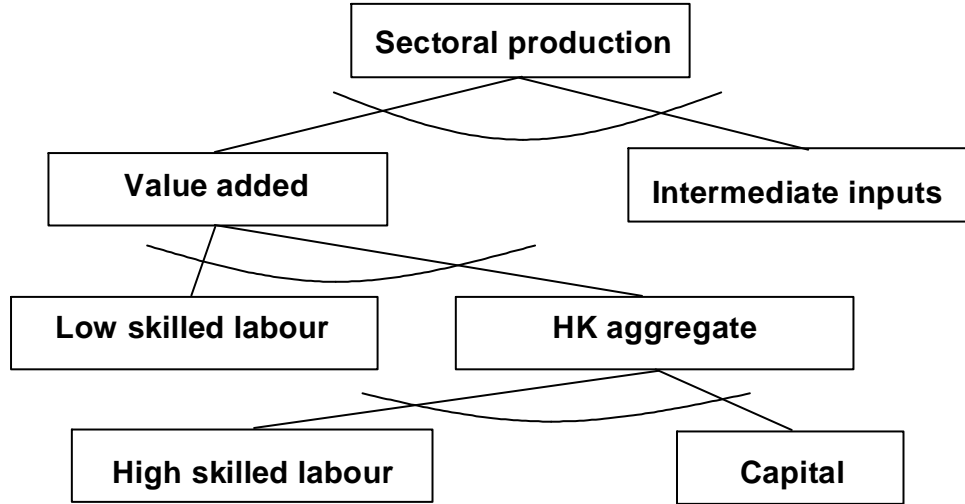 Sectoral production
Value added
Intermediate inputs
Low skilled labour
HK aggregate
High skilled labour
Capital